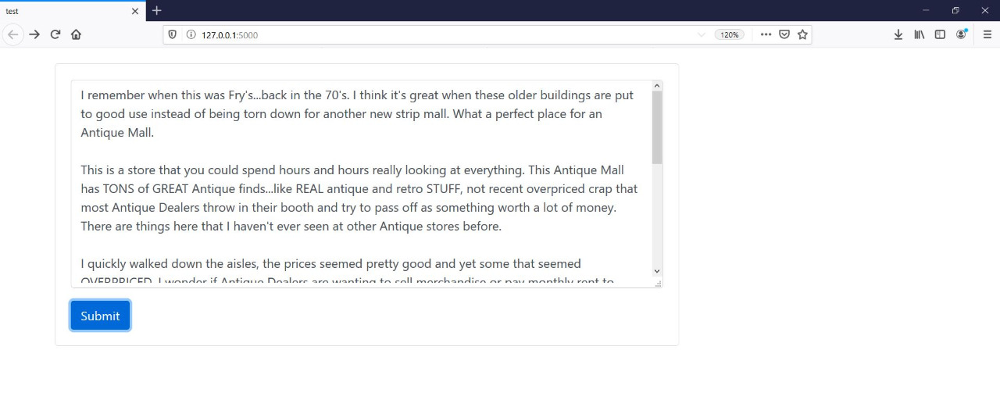 test
127.0.0.1:5000
120%
I remember when this was Fry's...back in the 70's. I think it's great when these older buildings are put
to good use instead of being torn down for another new strip mall. What a perfect place for an
Antique Mall.
This is a store that you could spend hours and hours really looking at everything. This Antique Mall
has TONS of GREAT Antique finds...like REAL antique and retro STUFF, not recent overpriced crap that
most Antique Dealers throw in their booth and try to pass off as something worth a lot of money.
There are things here that I haven't ever seen at other Antique stores before.
I quickly walked down the aisles, the prices seemed pretty good and yet some that seemed
OVERPRICED. I wonder if Antique Dealers are wanting to sell merchandise or pay monthly rent to
Submit